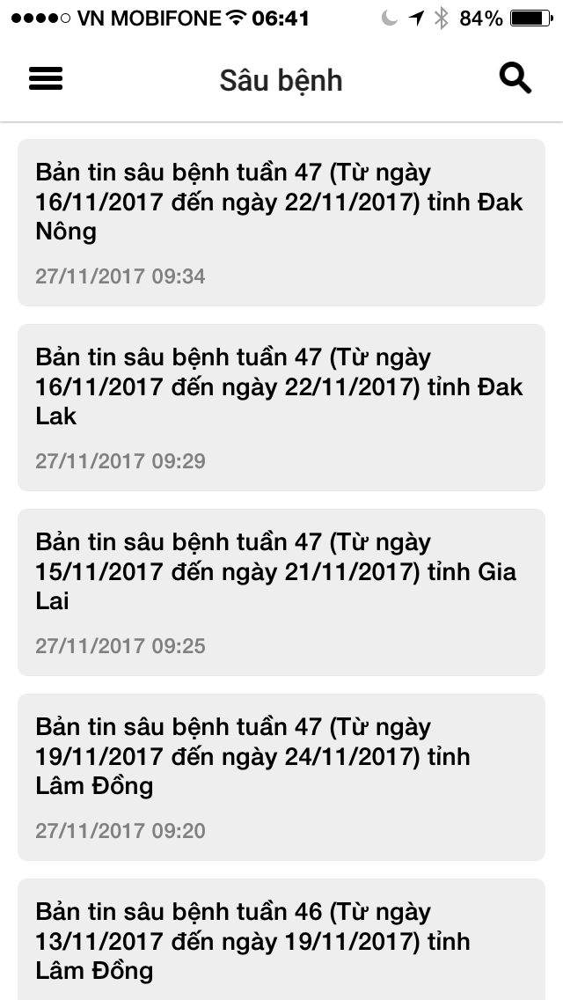 VN MOBIFONE 06:41 84%
Sâu bệnh
Bản tin sâu bệnh tuần 47 (Từ ngày
16/11/2017 đến ngày 22/11/2017) tỉnh Đak
Nông
27/11/2017 09:34
Bản tin sâu bệnh tuần 47 (Từ ngày
16/11/2017 đến ngày 22/11/2017) tỉnh Đak
Lak
27/11/2017 09:29
Bản tin sâu bệnh tuần 47 (Từ ngày
15/11/2017 đến ngày 21/11/2017) tỉnh Gia
Lai
27/11/2017 09:25
Bản tin sâu bệnh tuần 47 (Từ ngày
19/11/2017 đến ngày 24/11/2017) tỉnh
Lâm Đồng
27/11/2017 09:20
Bản tin sâu bệnh tuần 46 (Từ ngày
13/11/2017 đến ngày 19/11/2017) tỉnh
Lâm Đồng